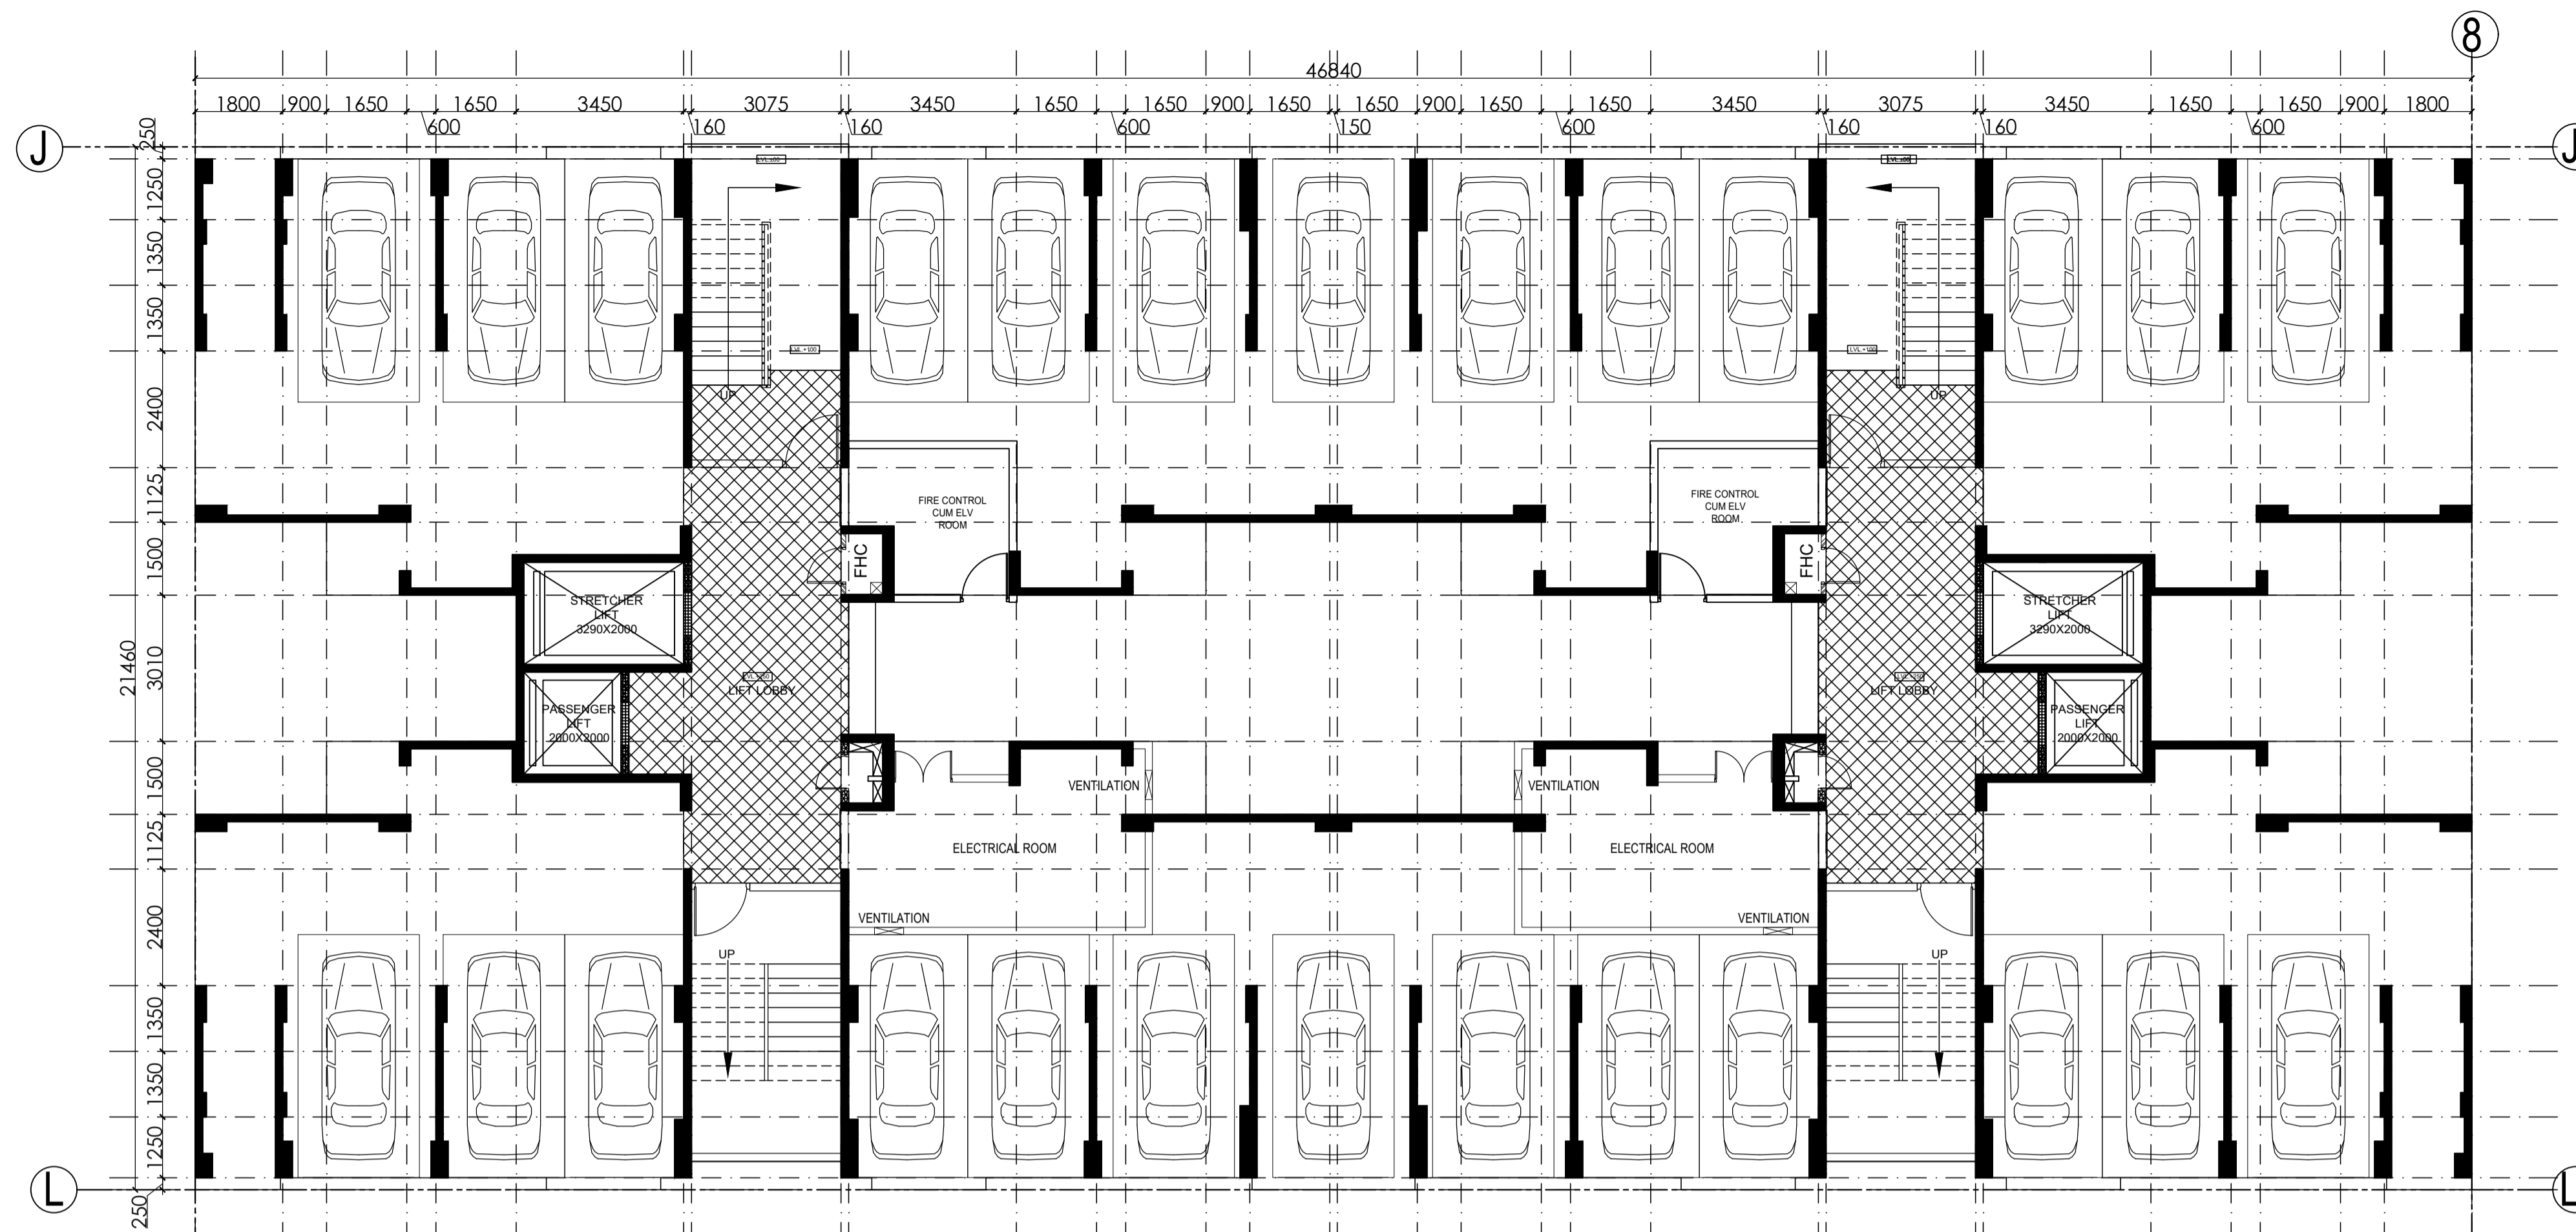 8
46840
1800 900 1650 1650 3450 3075 3450 1650 1650 900 1650 1650 900 1650 1650 3450 3075 3450 1650 1650 900 1800
600 160 160 600 150 600 160 160 600
J
J
250
1250
1350
1350
2400
1125
1500
3010
1500
1125
2400
1350
1350
1250
250
21460
UP
UP
FIRE CONTROL
CUM ELV
ROOM
FIRE CONTROL
CUM ELV
ROOM
FHC
FHC
STRETCHER
LIFT
3290X2000
STRETCHER
LIFT
3290X2000
LIFT LOBBY
LIFT LOBBY
PASSENGER
LIFT
2000X2000
PASSENGER
LIFT
2000X2000
VENTILATION
VENTILATION
ELECTRICAL ROOM
ELECTRICAL ROOM
VENTILATION
VENTILATION
UP
UP
L
L